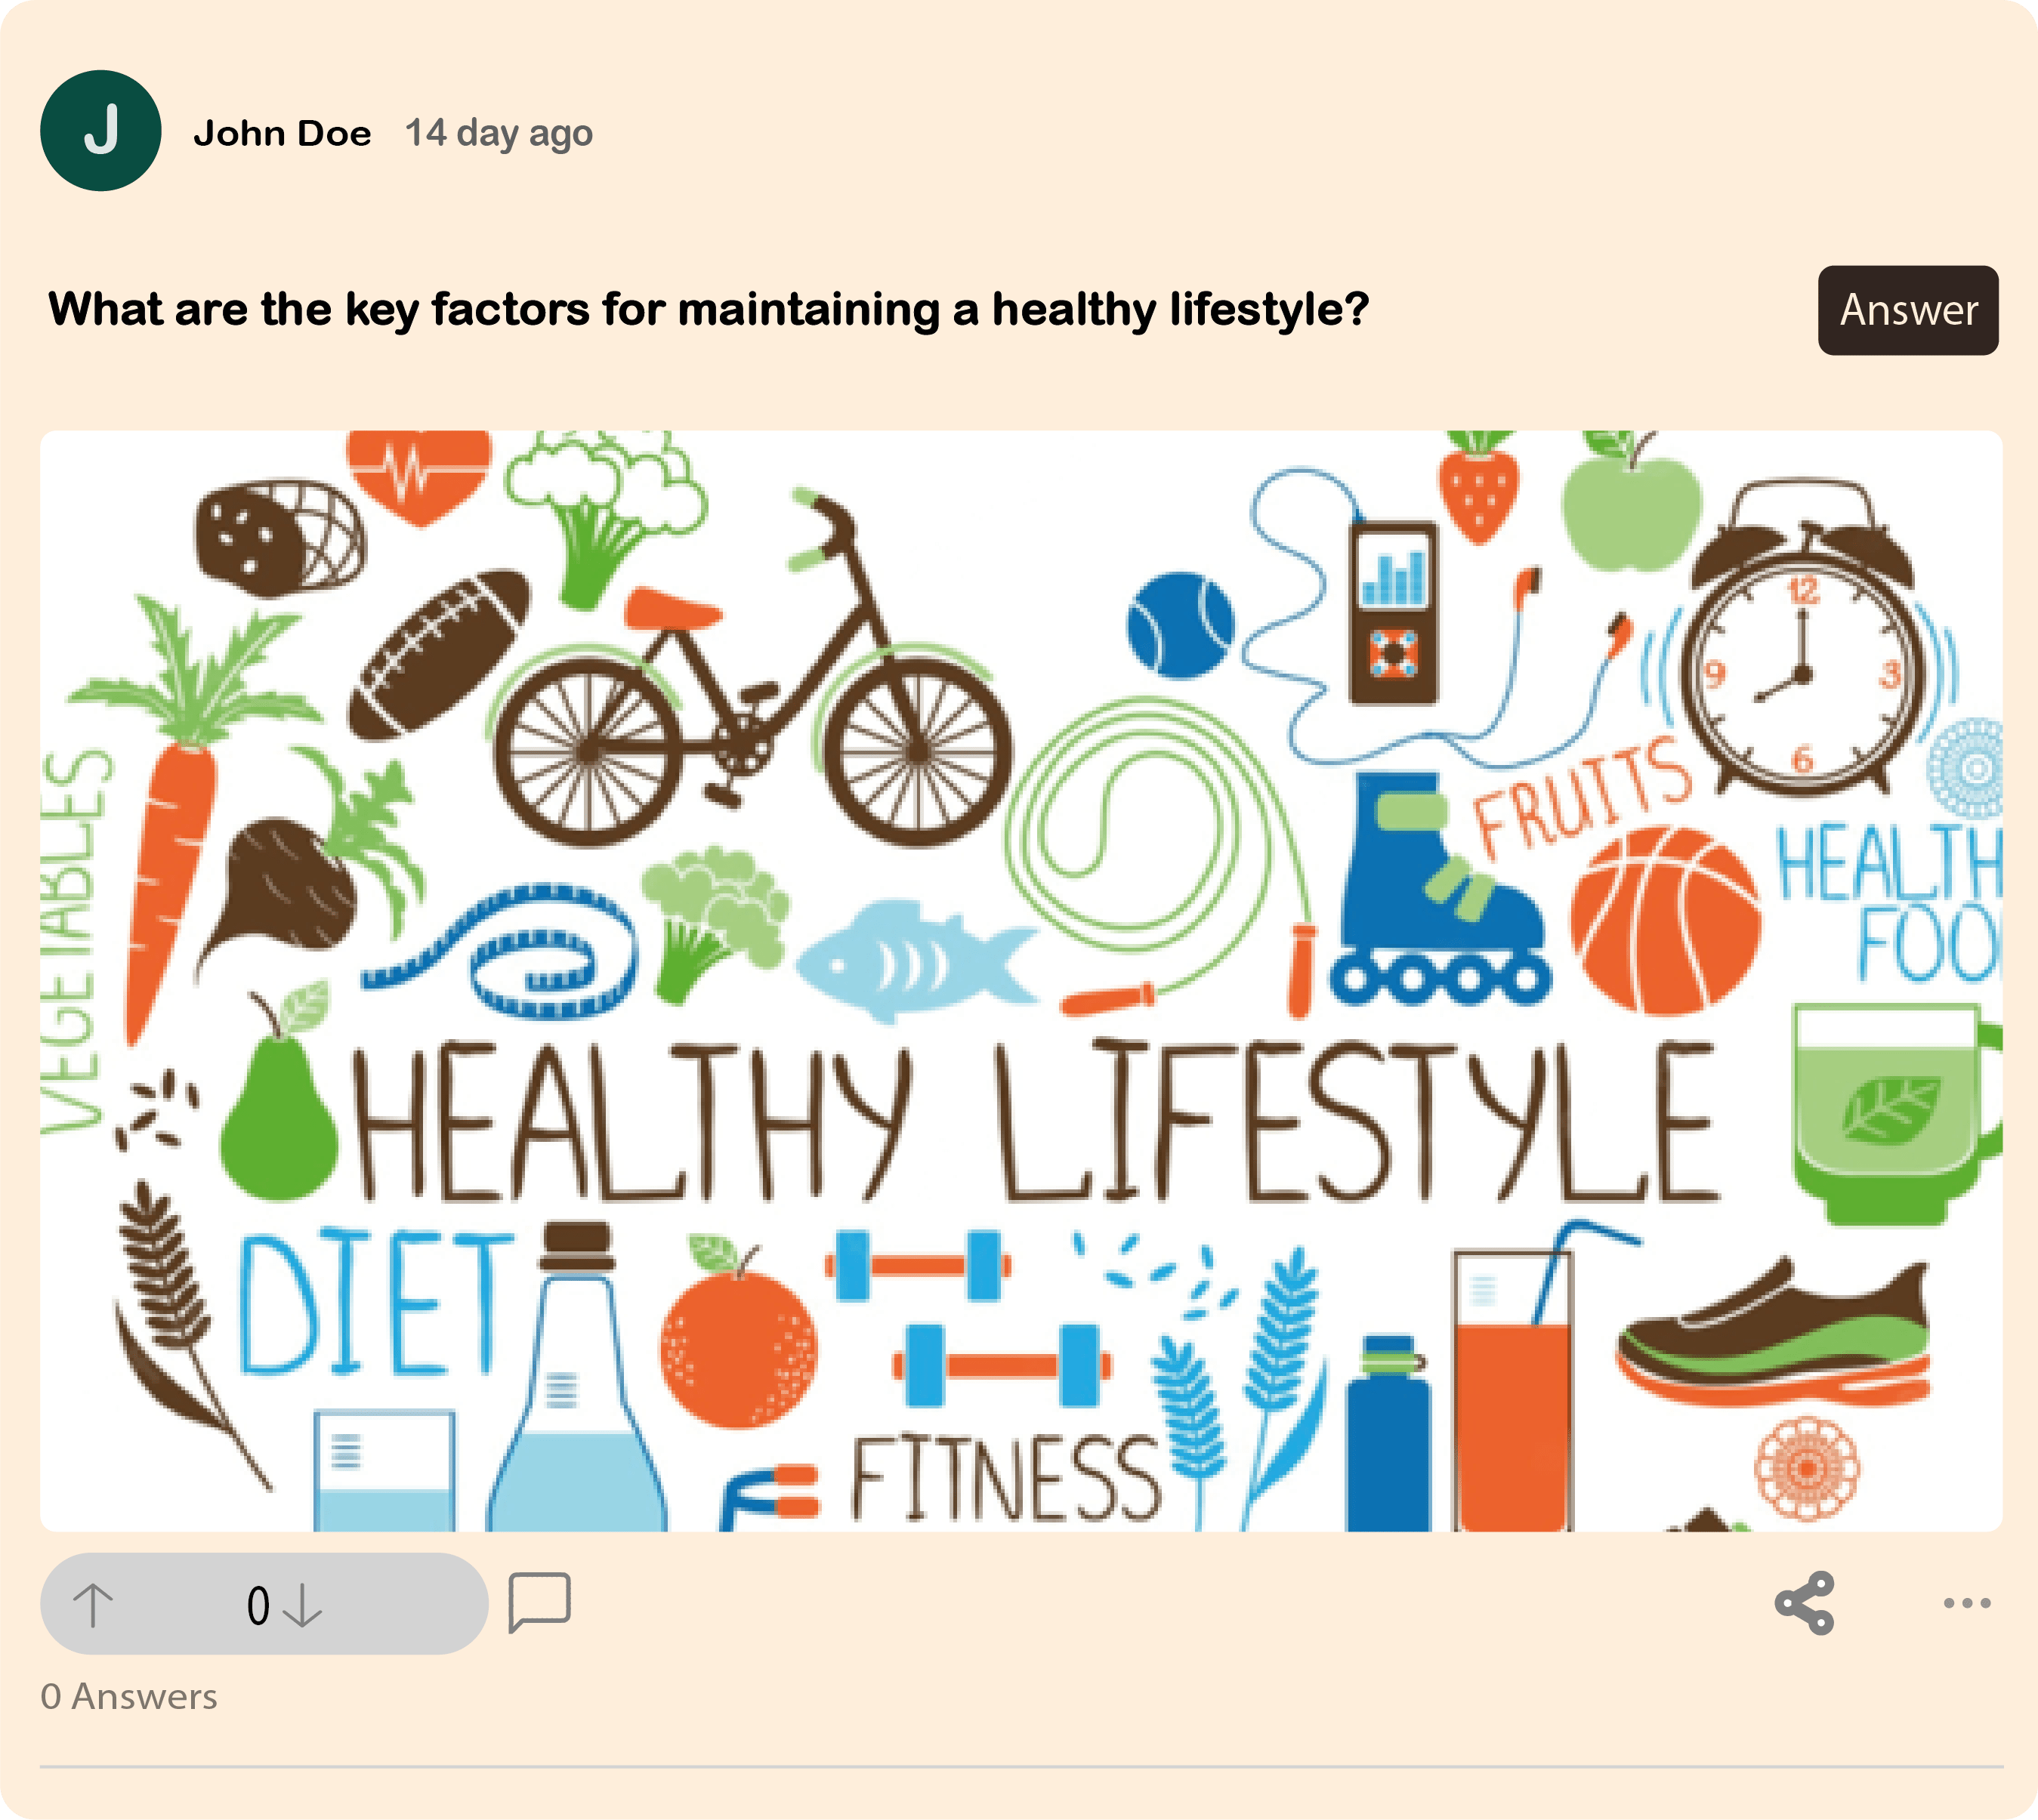 J
John Doe 14 day ago
What are the key factors for maintaining a healthy lifestyle?
Answer
12
9
3
6
FRUITS
VEGETABLES
HEALTH
FOO
HEALTHY LIFESTYLE
DIET
FITNESS
0
0 Answers